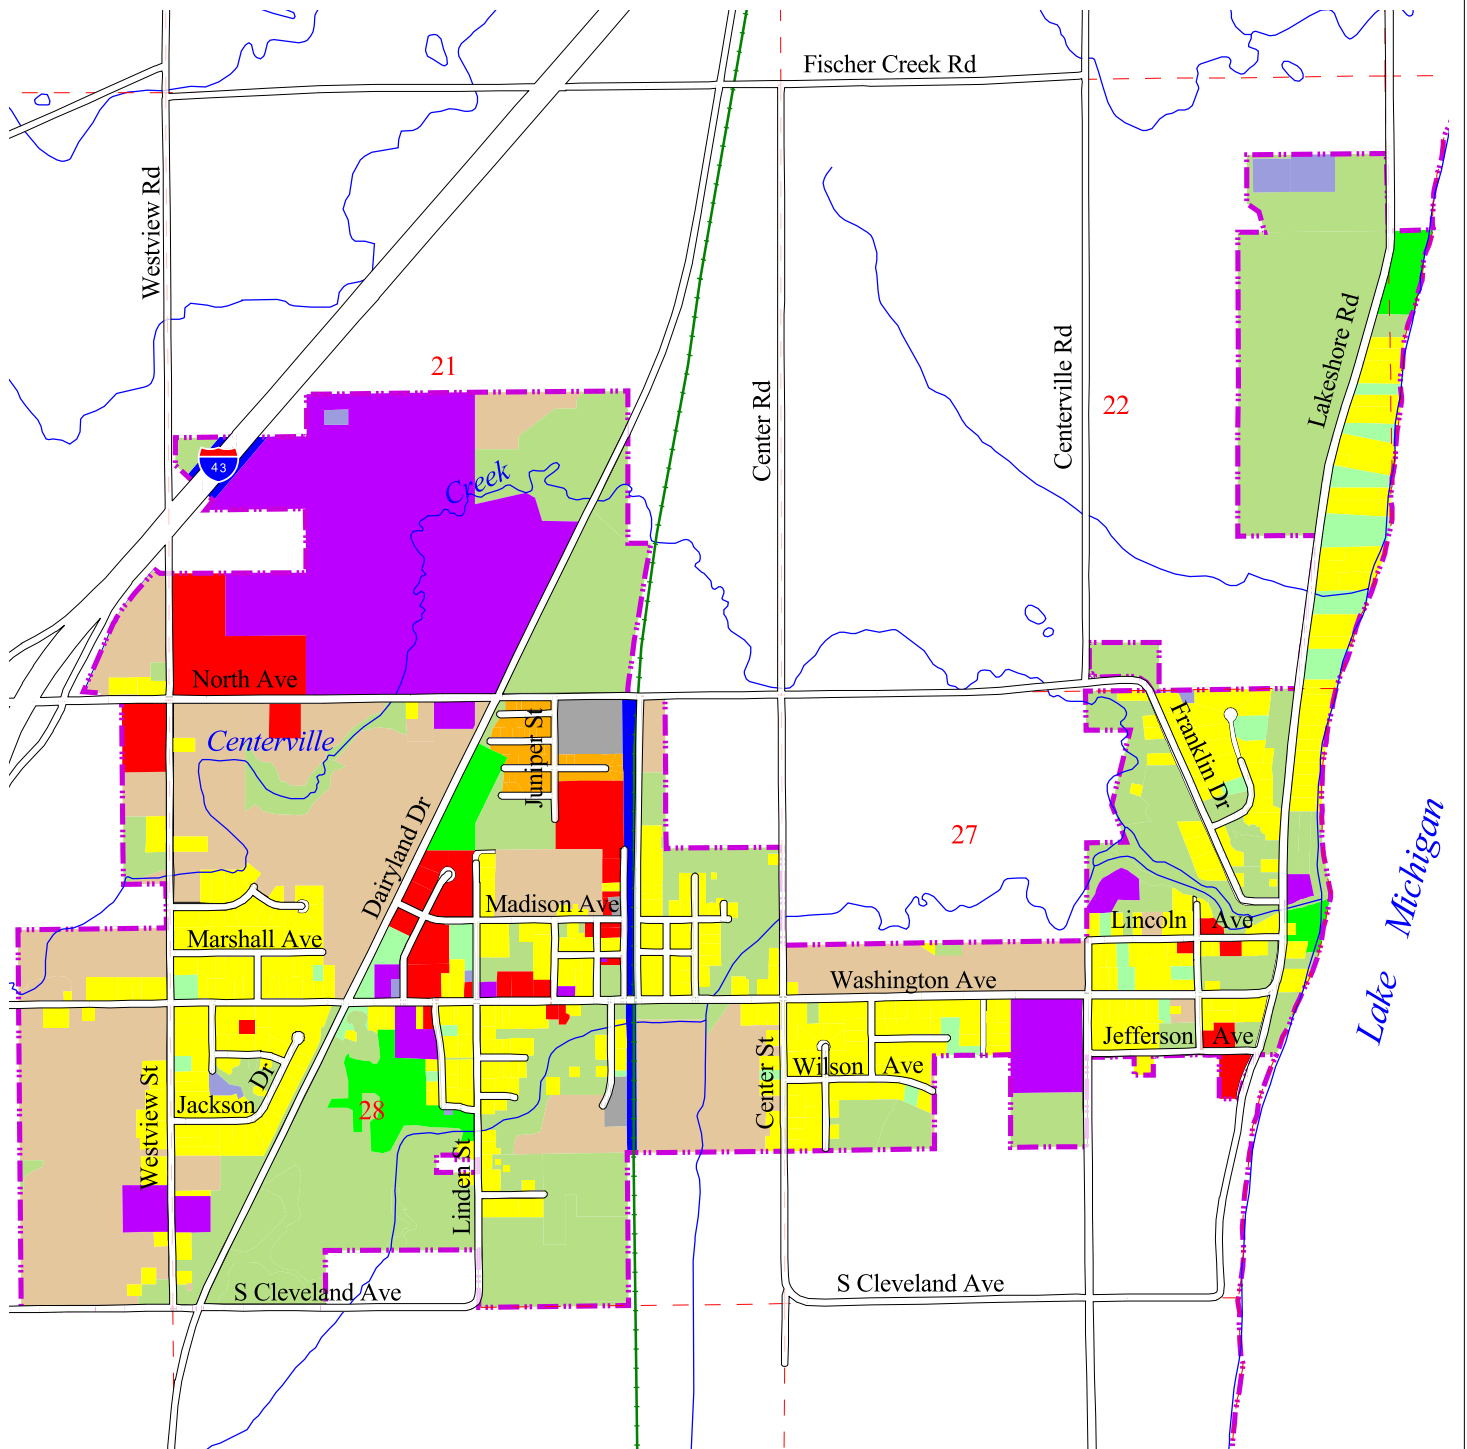 Fischer Creek Rd
Westview Rd
Lakeshore Rd
21
Centerville Rd
Center Rd
22
43
Creek
North Ave
Juniper St
Franklin Dr
Centerville
Dairyland Dr
27
Lake Michigan
Madison Ave
Lincoln Ave
Marshall Ave
Washington Ave
Jefferson Ave
Center St
Wilson Ave
Westview St
Jackson Dr
28
Linden St
S Cleveland Ave
S Cleveland Ave